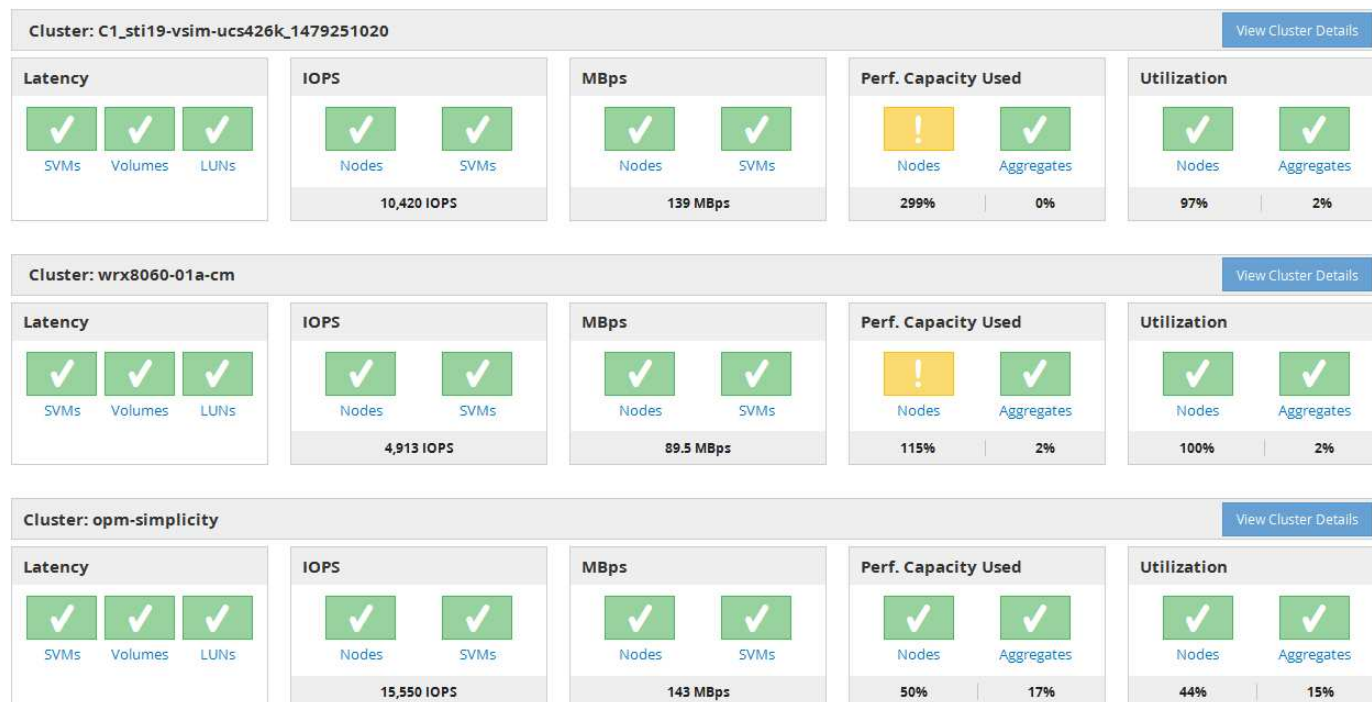 Cluster: C1_sti19-vsim-ucs426k_1479251020 View Cluster Details
Latency IOPS MBps Perf. Capacity Used Utilization
SVMs Volumes LUNs Nodes SVMs Nodes SVMs Nodes Aggregates Nodes Aggregates
10,420 IOPS 139 MBps 299% 0% 97% 2%
Cluster: wrx8060-01a-cm View Cluster Details
Latency IOPS MBps Perf. Capacity Used Utilization
SVMs Volumes LUNs Nodes SVMs Nodes SVMs Nodes Aggregates Nodes Aggregates
4,913 IOPS 89.5 MBps 115% 2% 100% 2%
Cluster: opm-simplicity View Cluster Details
Latency IOPS MBps Perf. Capacity Used Utilization
SVMs Volumes LUNs Nodes SVMs Nodes SVMs Nodes Aggregates Nodes Aggregates
15,550 IOPS 143 MBps 50% 17% 44% 15%